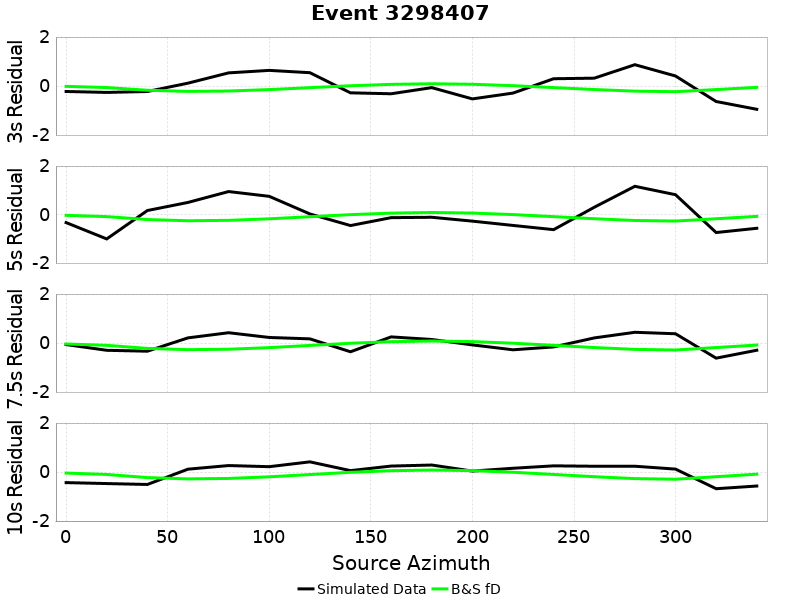 Event 3298407
3s Residual
2
0
-2
5s Residual
2
0
-2
7.5s Residual
2
0
-2
10s Residual
2
0
-2
0 50 100 150 200 250 300
Source Azimuth
Simulated Data B&S fD